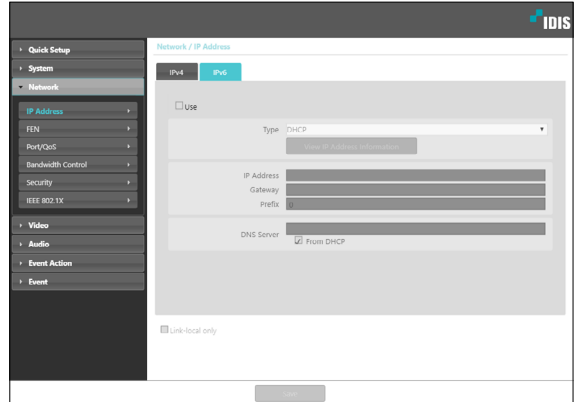 IDIS
Quick Setup
System
Network
IP Address
FEN
Port/QoS
Bandwidth Control
Security
IEEE 802.1X
Video
Audio
Event Action
Event
Network / IP Address
IPv4 IPv6
Use
Type DHCP
View IP Address Information
IP Address
Gateway
Prefix 0
DNS Server
From DHCP
Link-local only